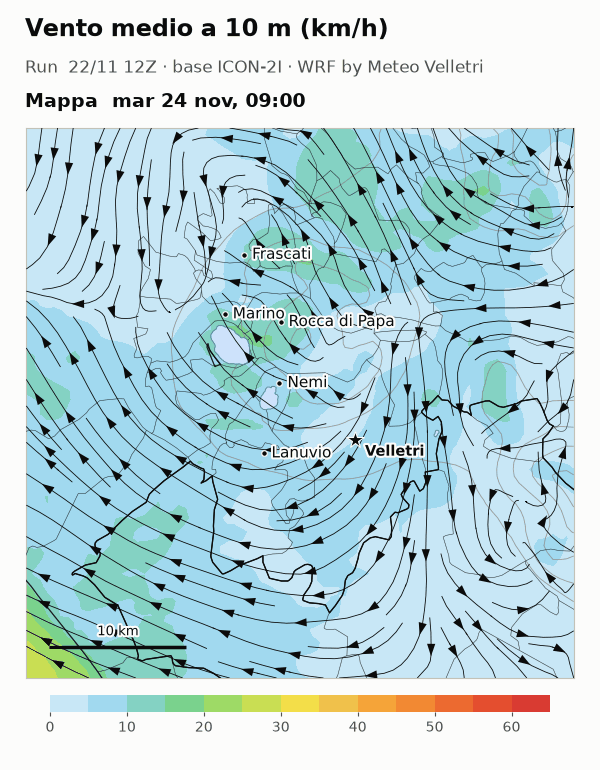 Vento medio a 10 m (km/h)
Run  22/11 12Z · base ICON-2I · WRF by Meteo Velletri
Mappa  mar 24 nov, 09:00
Frascati
Marino
Rocca di Papa
Nemi
Velletri
Lanuvio
10 km
0 10 20 30 40 50 60